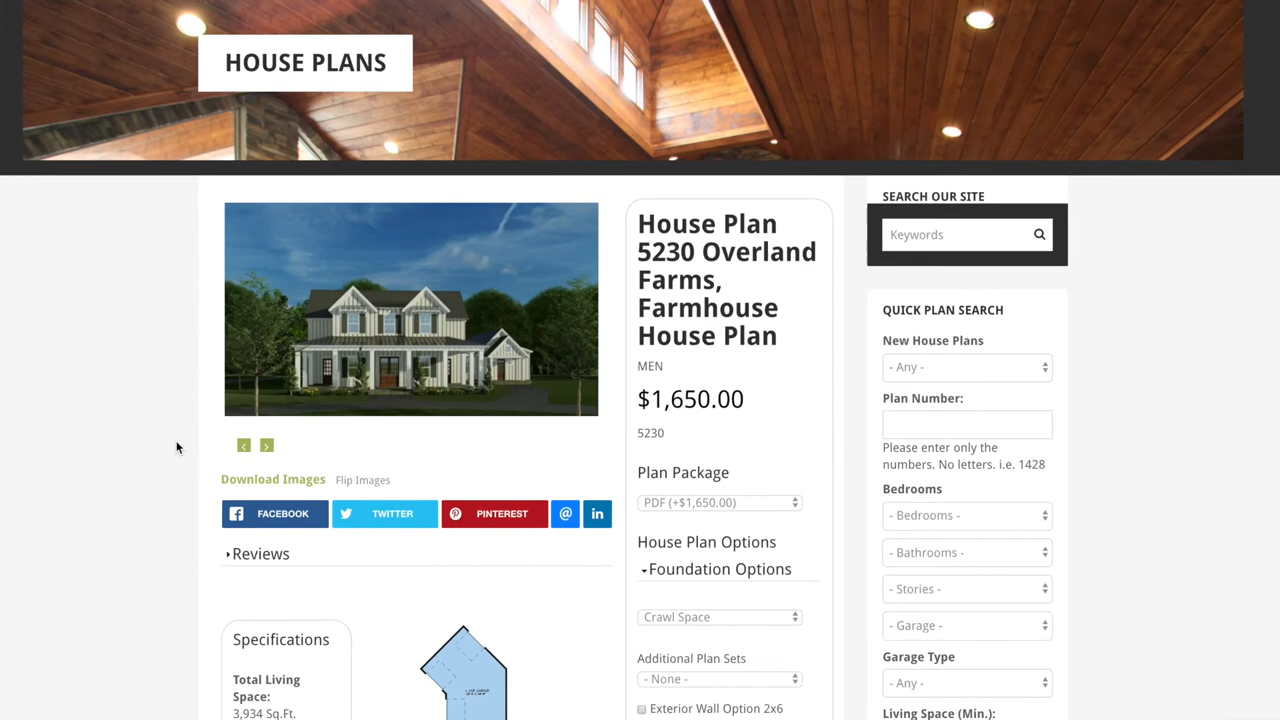 HOUSE PLANS
House Plan
5230 Overland
Farms,
Farmhouse
House Plan
MEN
$1,650.00
5230
Plan Package
PDF (+$1,650.00)
House Plan Options
Foundation Options
Crawl Space
Additional Plan Sets
- None -
Exterior Wall Option 2x6
Download Images Flip Images
FACEBOOK TWITTER PINTEREST @ in
Reviews
Specifications
Total Living
Space:
3,934 Sq.Ft.
SEARCH OUR SITE
Keywords
QUICK PLAN SEARCH
New House Plans
- Any -
Plan Number:
Please enter only the
numbers. No letters. i.e. 1428
Bedrooms
- Bedrooms -
- Bathrooms -
- Stories -
- Garage -
Garage Type
- Any -
Living Space (Min.):